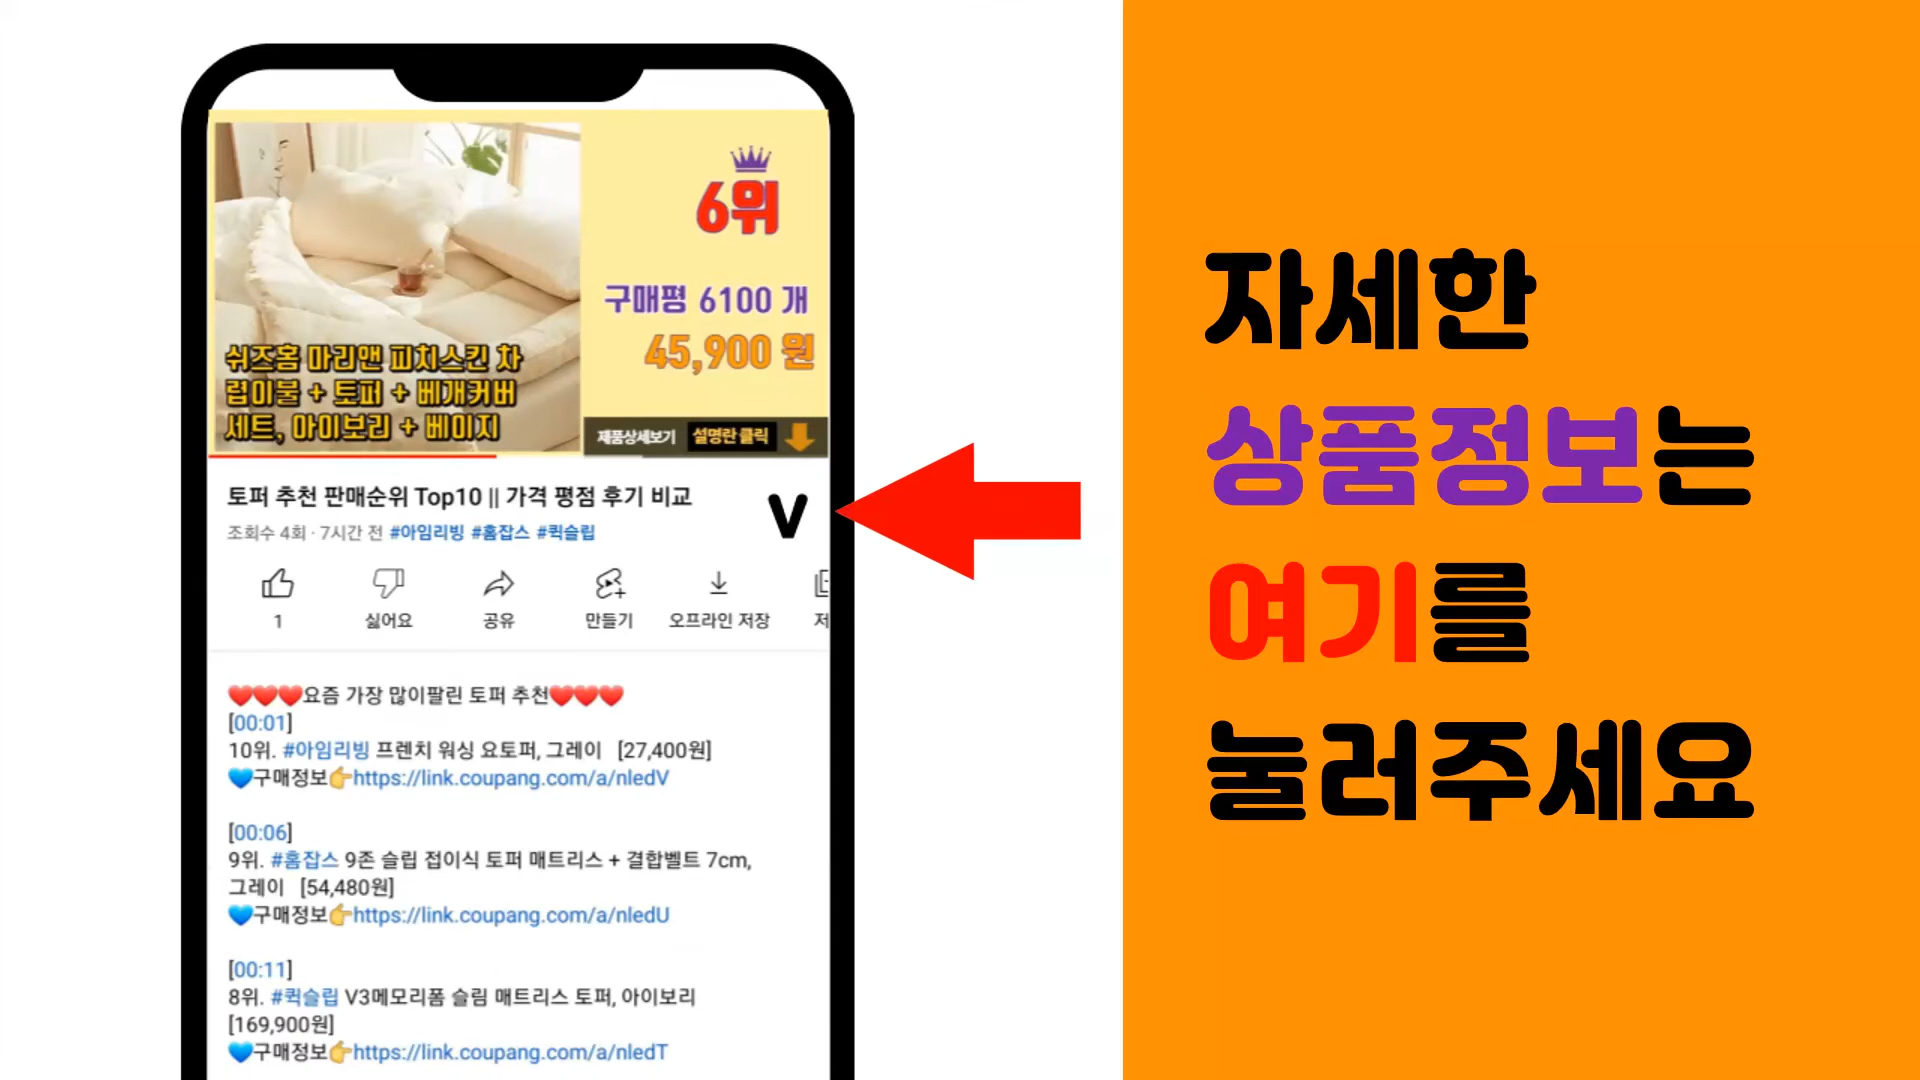 6위
구매평 6100 개
45,900 원
쉬즈홈 마리앤 피치스킨 차
렵이불 + 토퍼 + 베개커버
세트, 아이보리 + 베이지
제품상세보기 설명란 클릭
토퍼 추천 판매순위 Top10 || 가격 평점 후기 비교
V
조회수 4회 · 7시간 전 #아임리빙 #홈잡스 #퀵슬립
1 싫어요 공유 만들기 오프라인 저장 저
❤❤❤요즘 가장 많이팔린 토퍼 추천❤❤❤
[00:01]
10위. #아임리빙 프렌치 워싱 요토퍼, 그레이 [27,400원]
💙구매정보👉https://link.coupang.com/a/nledV
[00:06]
9위. #홈잡스 9존 슬립 접이식 토퍼 매트리스 + 결합벨트 7cm,
그레이 [54,480원]
💙구매정보👉https://link.coupang.com/a/nledU
[00:11]
8위. #퀵슬립 V3메모리폼 슬림 매트리스 토퍼, 아이보리
[169,900원]
💙구매정보👉https://link.coupang.com/a/nledT
자세한
상품정보는
여기를
눌러주세요